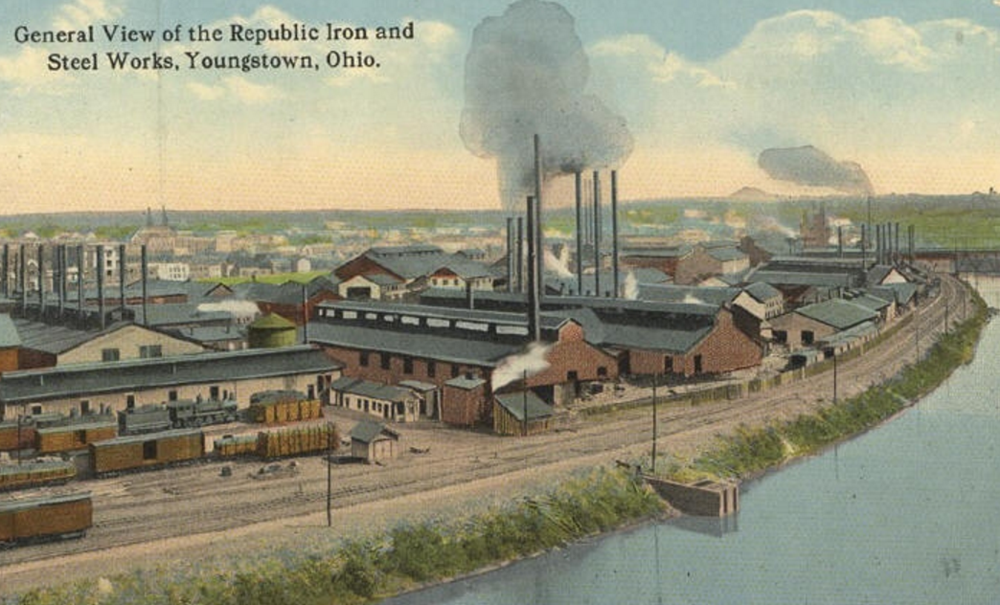 General View of the Republic Iron and
Steel Works, Youngstown, Ohio.